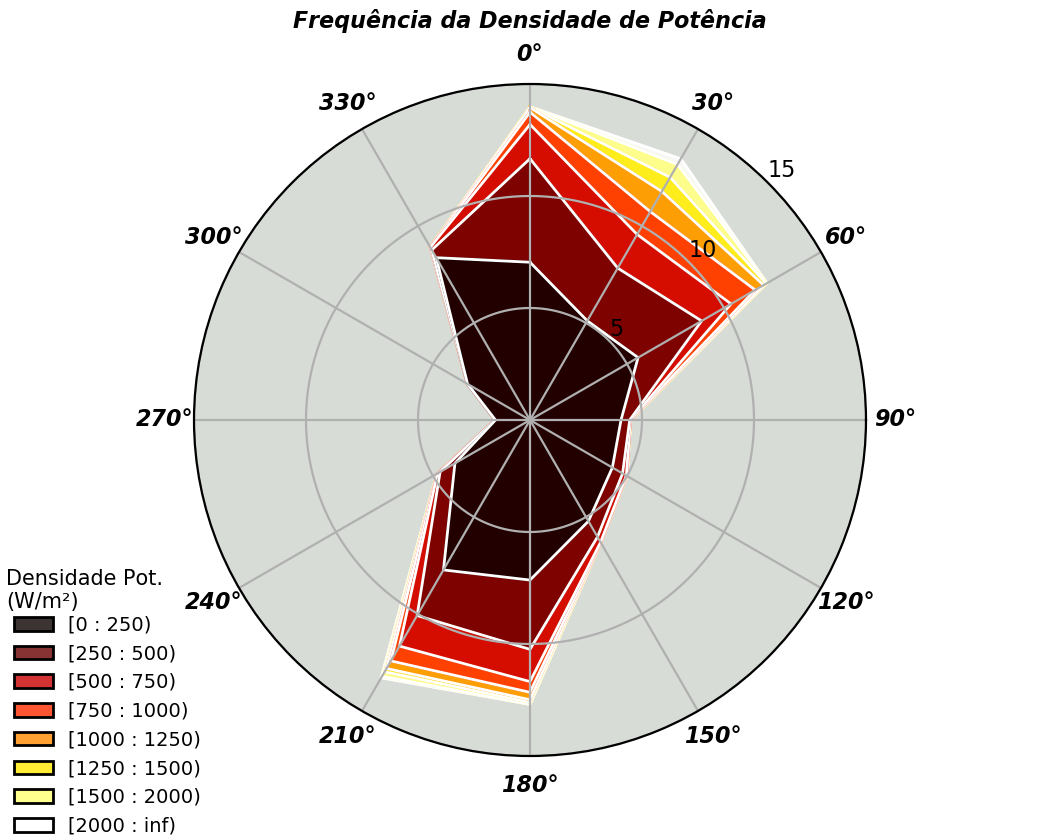 Frequência da Densidade de Potência
0°
330°
30°
15
300°
60°
10
5
270°
90°
240°
120°
210°
150°
180°
Densidade Pot.
(W/m²)
[0 : 250)
[250 : 500)
[500 : 750)
[750 : 1000)
[1000 : 1250)
[1250 : 1500)
[1500 : 2000)
[2000 : inf)